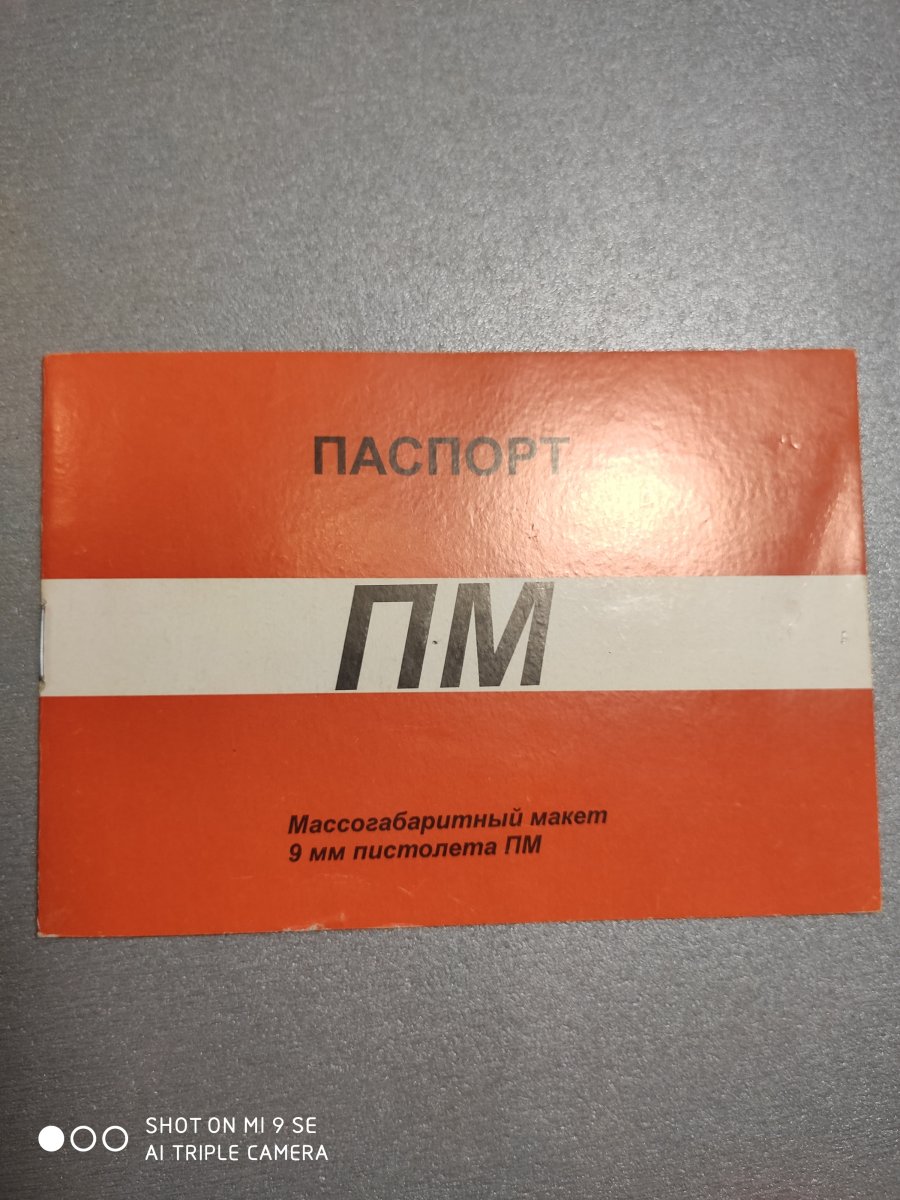 ПАСПОРТ
ПМ
Массогабаритный макет
9 мм пистолета ПМ
SHOT ON MI 9 SE
AI TRIPLE CAMERA